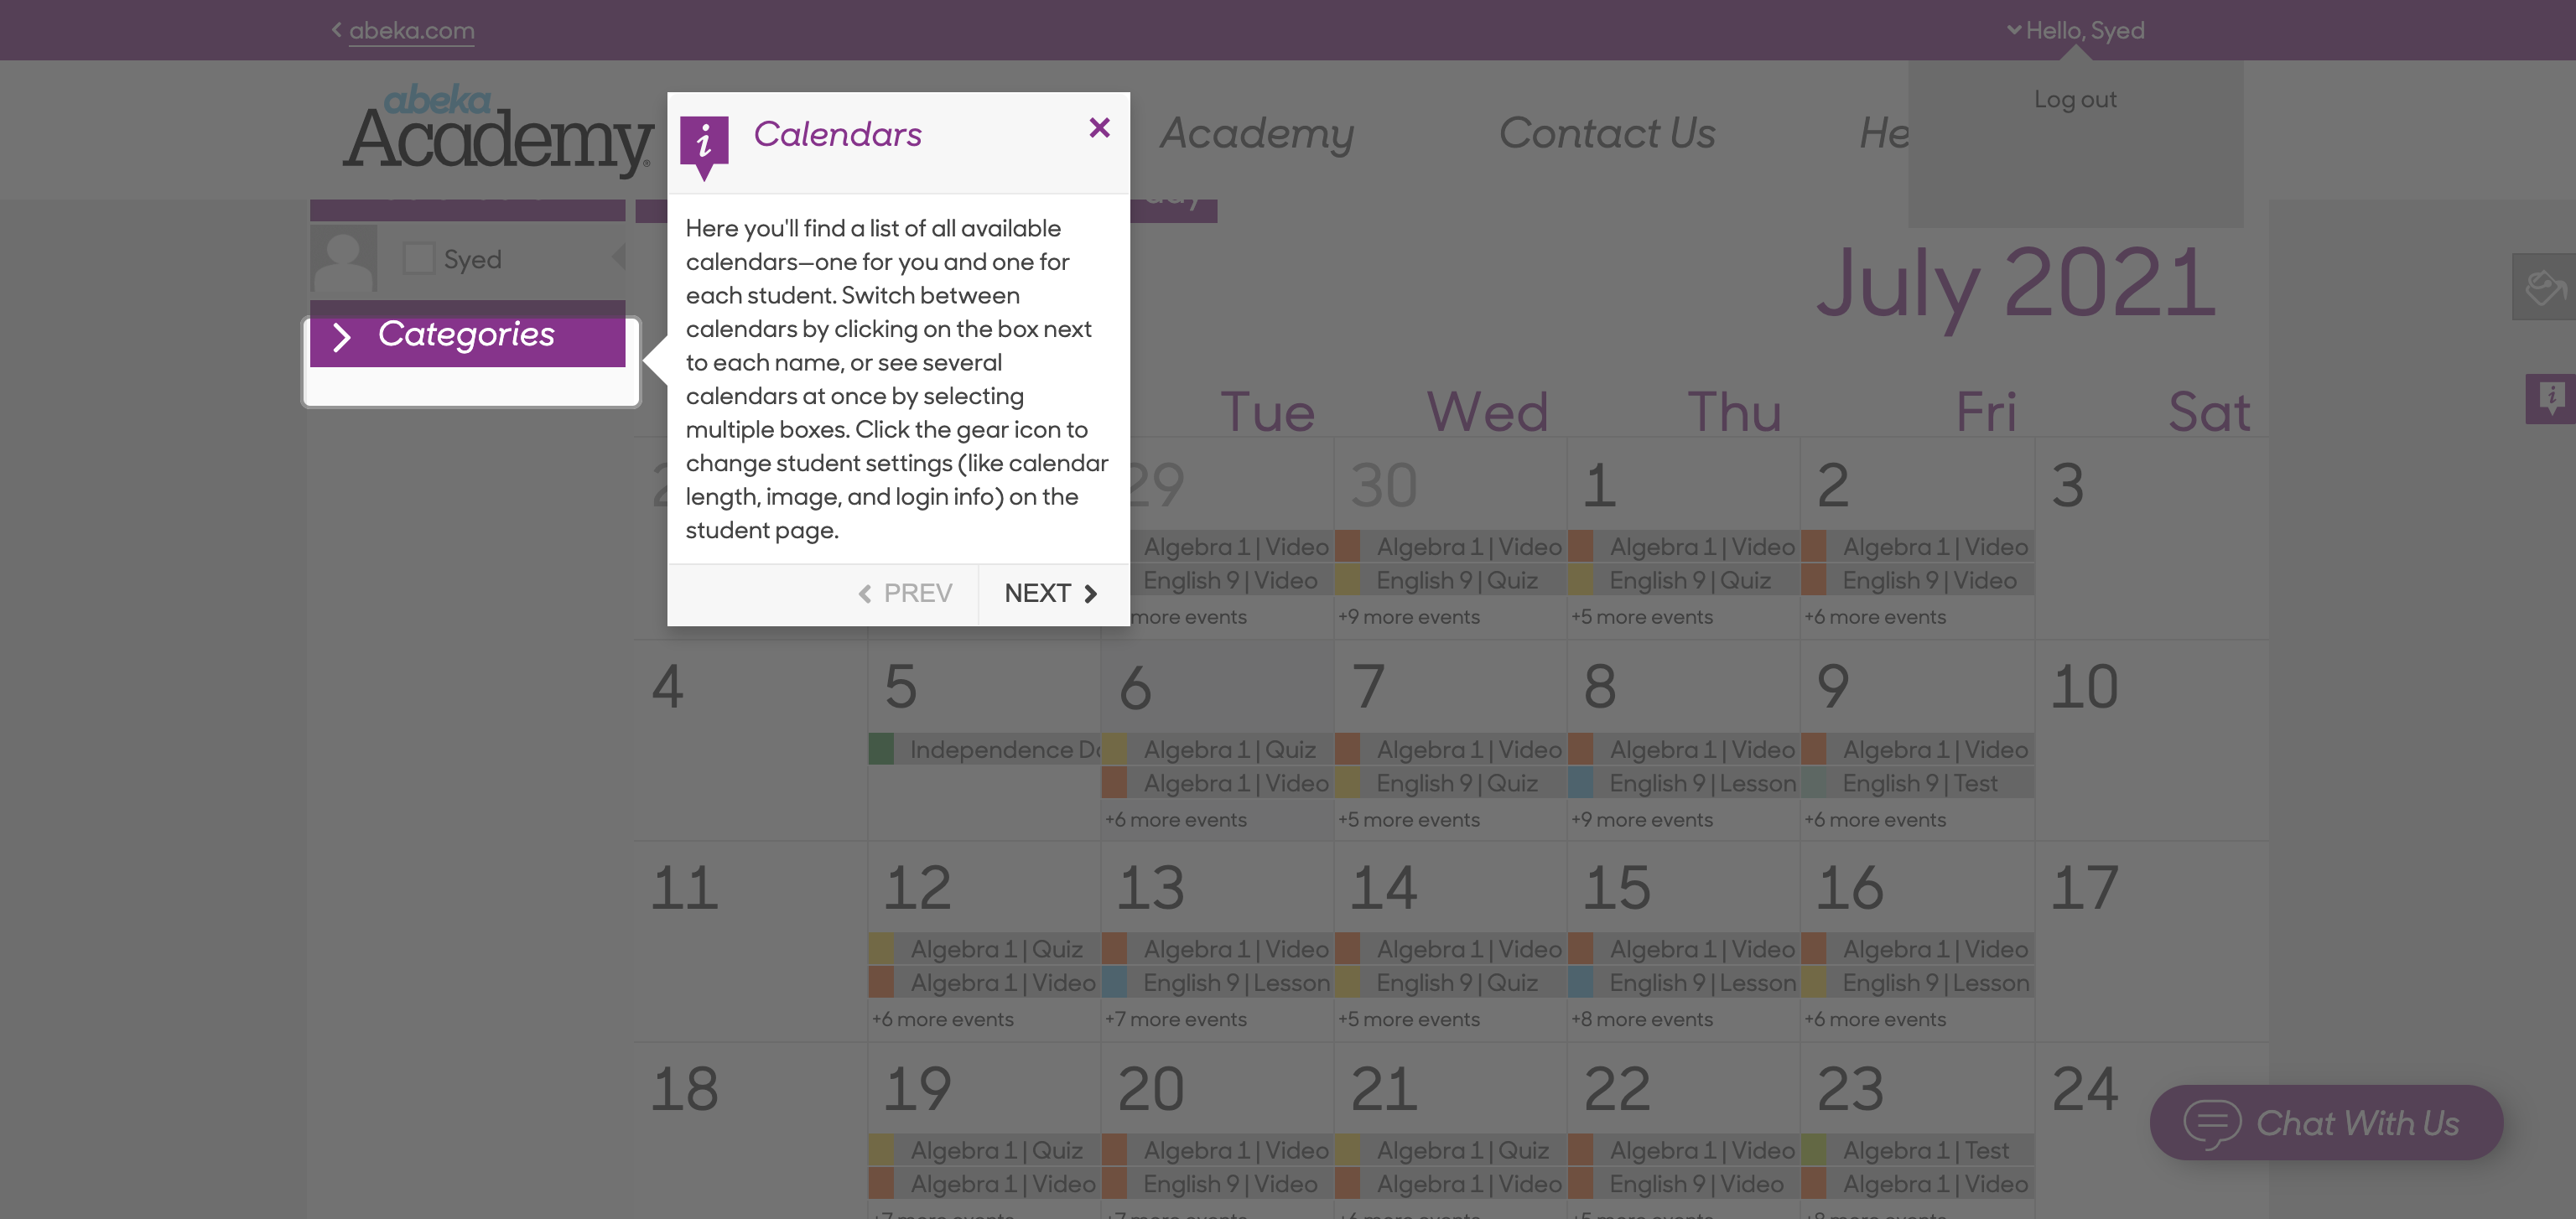 abeka.com
Hello, Syed
Log out
abeka
Academy
Academy
Contact Us
He
Syed
Categories
Calendars
Here you'll find a list of all available
calendars—one for you and one for
each student. Switch between
calendars by clicking on the box next
to each name, or see several
calendars at once by selecting
multiple boxes. Click the gear icon to
change student settings (like calendar
length, image, and login info) on the
student page.
PREV
NEXT
July 2021
Tue Wed Thu Fri Sat
29 30 1 2 3
Algebra 1 | Video Algebra 1 | Video Algebra 1 | Video Algebra 1 | Video
English 9 | Video English 9 | Quiz English 9 | Quiz English 9 | Video
more events +9 more events +5 more events +6 more events
4 5 6 7 8 9 10
Independence Da Algebra 1 | Quiz Algebra 1 | Video Algebra 1 | Video Algebra 1 | Video
Algebra 1 | Video English 9 | Quiz English 9 | Lesson English 9 | Test
+6 more events +5 more events +9 more events +6 more events
11 12 13 14 15 16 17
Algebra 1 | Quiz Algebra 1 | Video Algebra 1 | Video Algebra 1 | Video Algebra 1 | Video
Algebra 1 | Video English 9 | Lesson English 9 | Quiz English 9 | Lesson English 9 | Lesson
+6 more events +7 more events +5 more events +8 more events +6 more events
18 19 20 21 22 23 24
Algebra 1 | Quiz Algebra 1 | Video Algebra 1 | Quiz Algebra 1 | Video Algebra 1 | Test
Algebra 1 | Video English 9 | Video Algebra 1 | Video English 9 | Video Algebra 1 | Video
Chat With Us